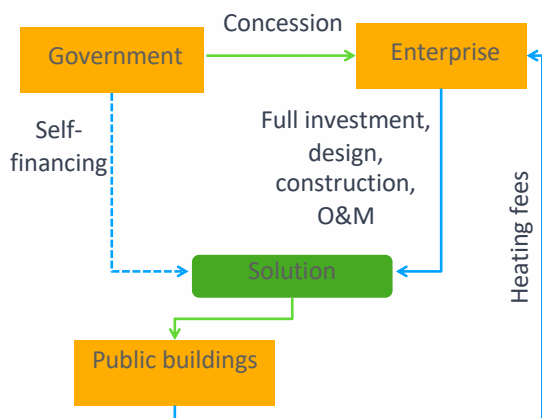 Concession
Government
Enterprise
Self-
financing
Full investment,
design,
construction,
O&M
Heating fees
Solution
Public buildings